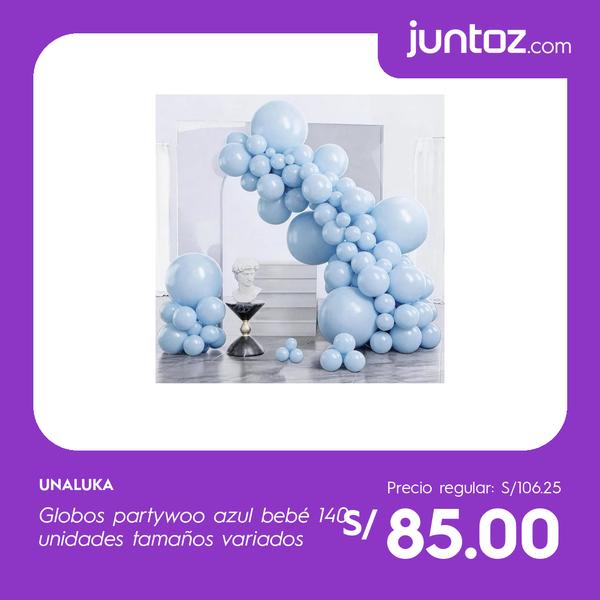 juntoz.com
UNALUKA
Globos partywoo azul bebé 140
unidades tamaños variados
Precio regular: S/106.25
S/ 85.00